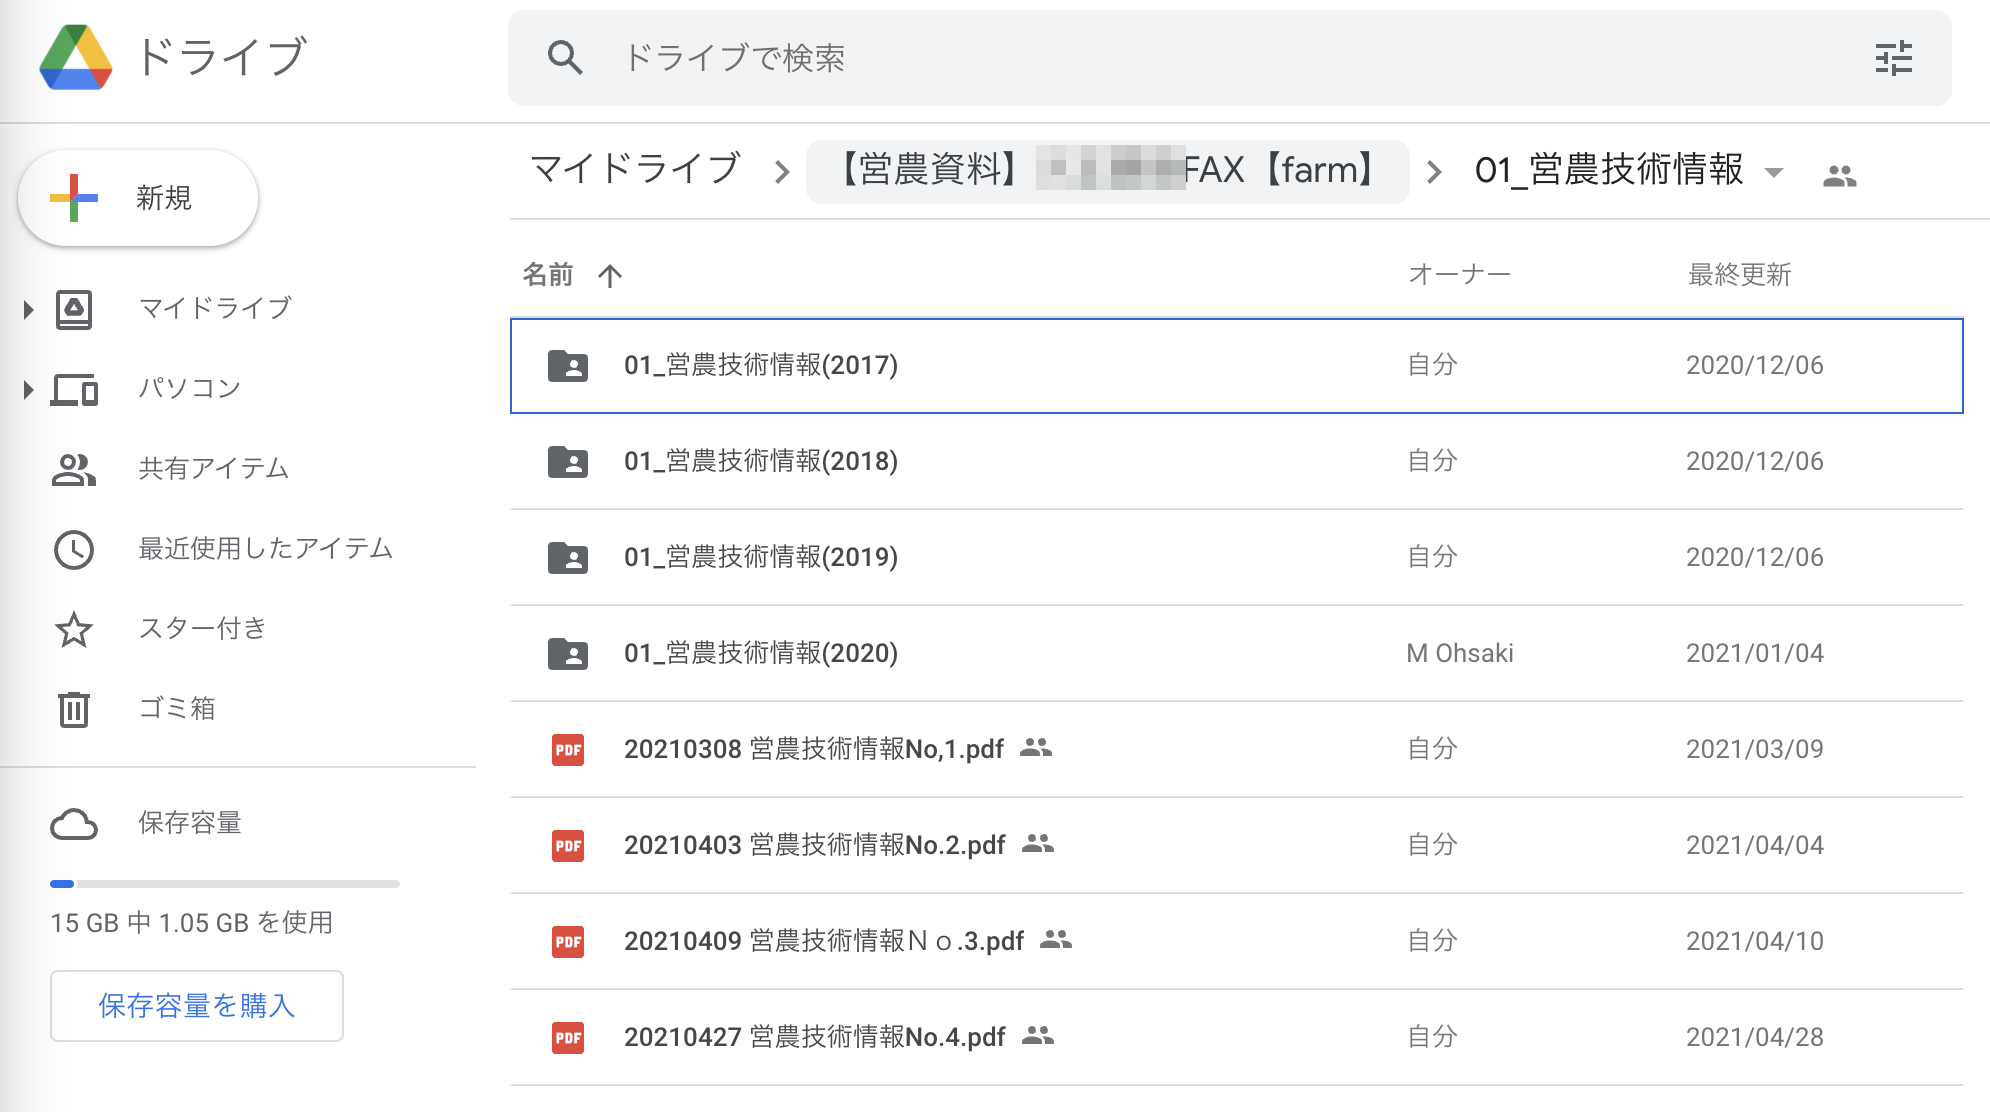 ドライブ
ドライブで検索
新規
マイドライブ
パソコン
共有アイテム
最近使用したアイテム
スター付き
ゴミ箱
保存容量
15 GB 中 1.05 GB を使用
保存容量を購入
マイドライブ 【営農資料】 FAX【farm】 01_営農技術情報
名前 オーナー 最終更新
01_営農技術情報(2017) 自分 2020/12/06
01_営農技術情報(2018) 自分 2020/12/06
01_営農技術情報(2019) 自分 2020/12/06
01_営農技術情報(2020) M Ohsaki 2021/01/04
PDF 20210308 営農技術情報No,1.pdf 自分 2021/03/09
PDF 20210403 営農技術情報No.2.pdf 自分 2021/04/04
PDF 20210409 営農技術情報Ｎｏ.3.pdf 自分 2021/04/10
PDF 20210427 営農技術情報No.4.pdf 自分 2021/04/28